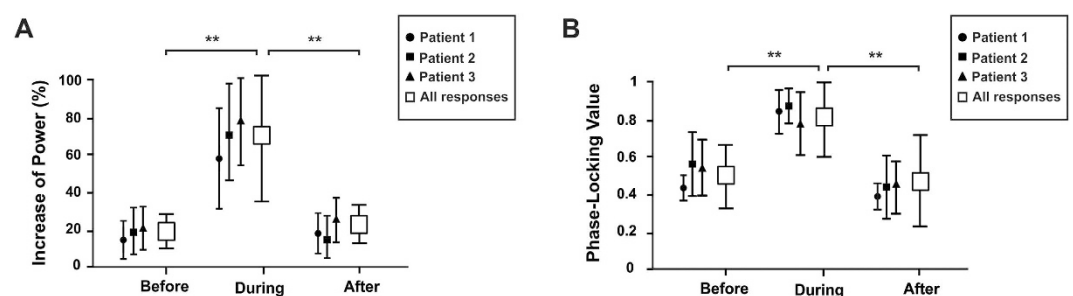 A
** **
Patient 1
Patient 2
Patient 3
All responses
Increase of Power (%)
100
80
60
40
20
0
Before During After
B
** **
Patient 1
Patient 2
Patient 3
All responses
Phase-Locking Value
1
0.8
0.6
0.4
0.2
0
Before During After